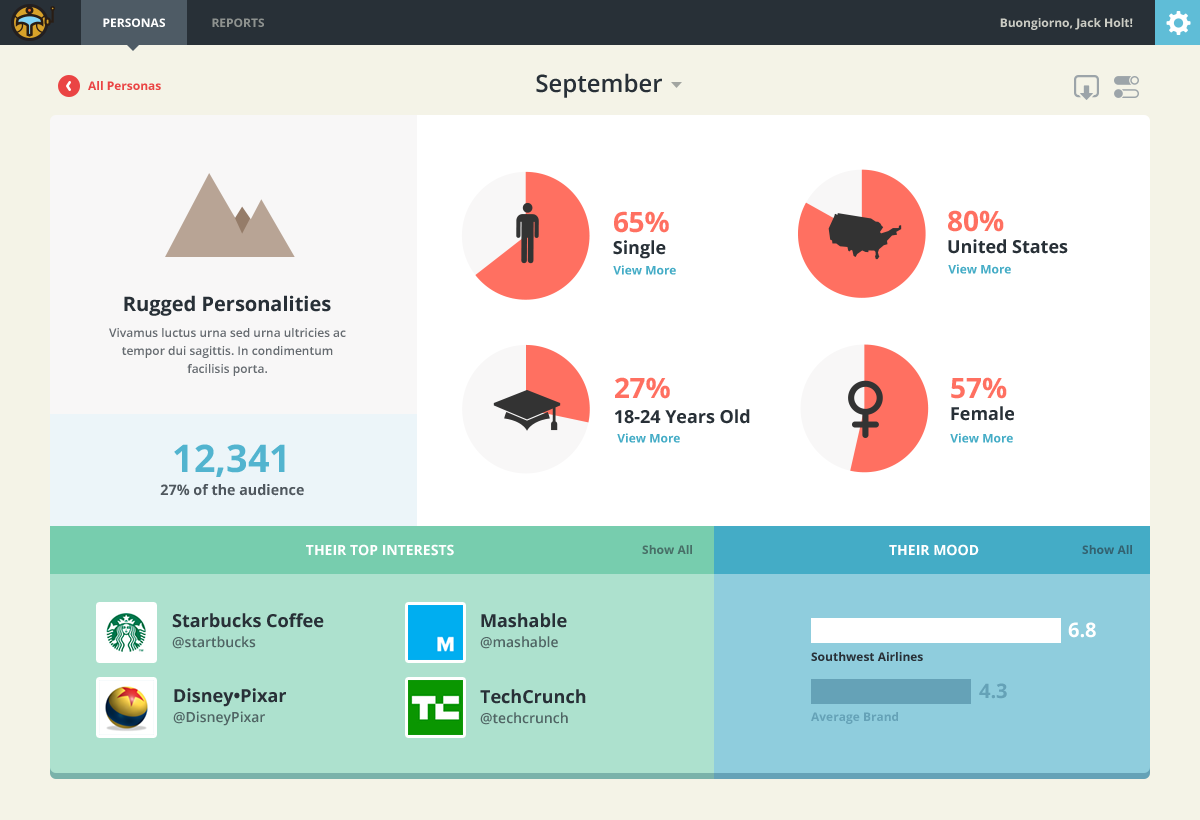 PERSONAS
REPORTS
Buongiorno, Jack Holt!
All Personas
September
Rugged Personalities
Vivamus luctus urna sed urna ultricies ac
tempor dui sagittis. In condimentum
facilisis porta.
12,341
27% of the audience
65%
Single
View More
80%
United States
View More
27%
18-24 Years Old
View More
57%
Female
View More
THEIR TOP INTERESTS
Show All
Starbucks Coffee
@startbucks
M
Mashable
@mashable
Disney•Pixar
@DisneyPixar
TC
TechCrunch
@techcrunch
THEIR MOOD
Show All
6.8
Southwest Airlines
4.3
Average Brand